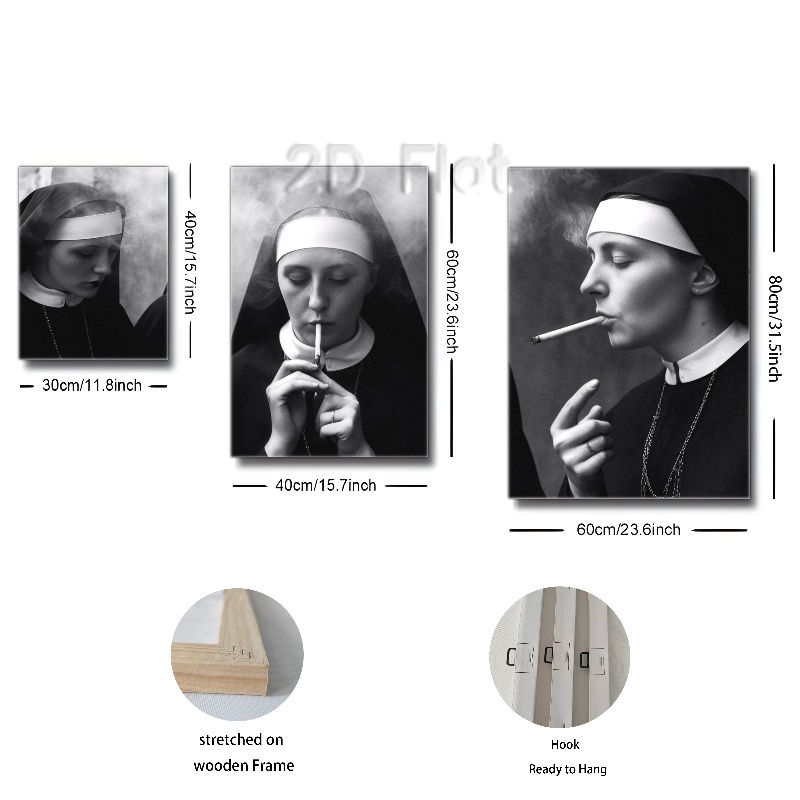 2D Flat
40cm/15.7inch
30cm/11.8inch
60cm/23.6inch
40cm/15.7inch
80cm/31.5inch
60cm/23.6inch
stretched on
wooden Frame
Hook
Ready to Hang